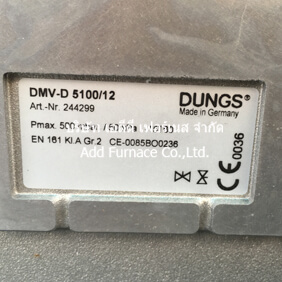 DMV-D 5100/12
Art.-Nr. 244299
DUNGS®
Made in Germany
Pmax. 500
EN 161 Kl.A Gr.2 CE-0085BO0236
CE 0036
Add Furnace Co.,Ltd.